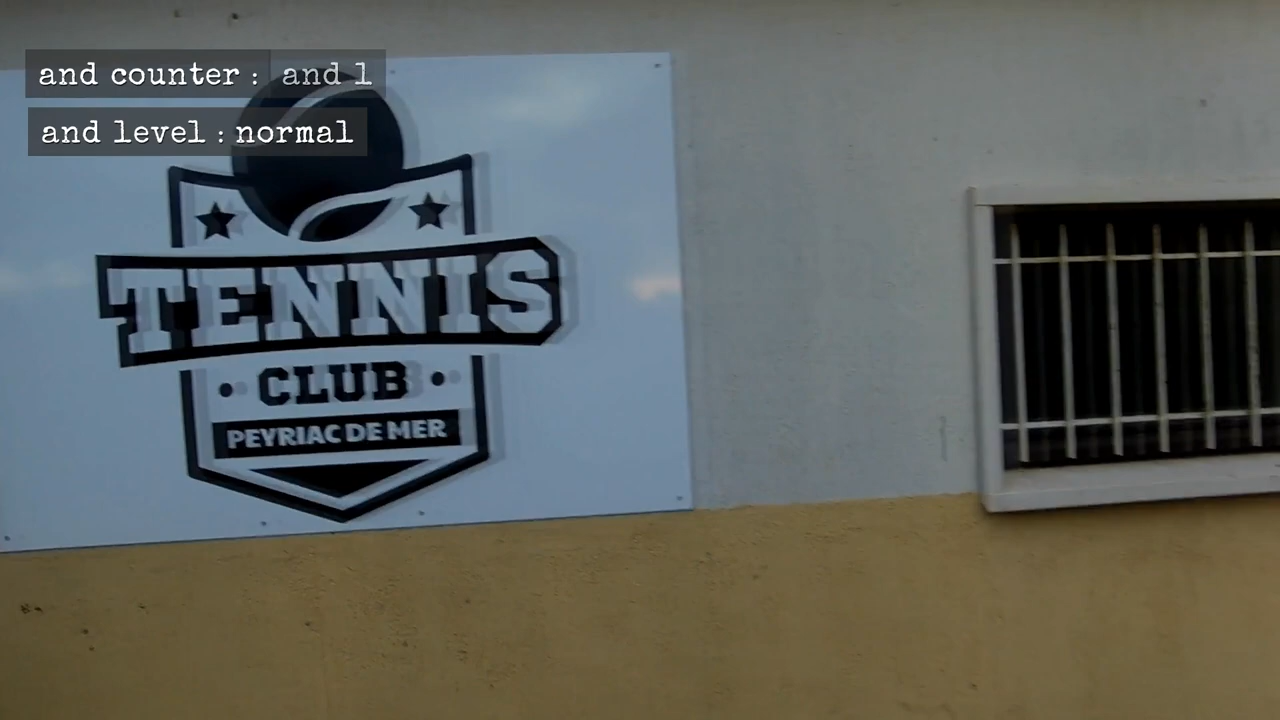 and counter : and 1
and level : normal
TENNIS
• CLUB •
PEYRIAC DE MER